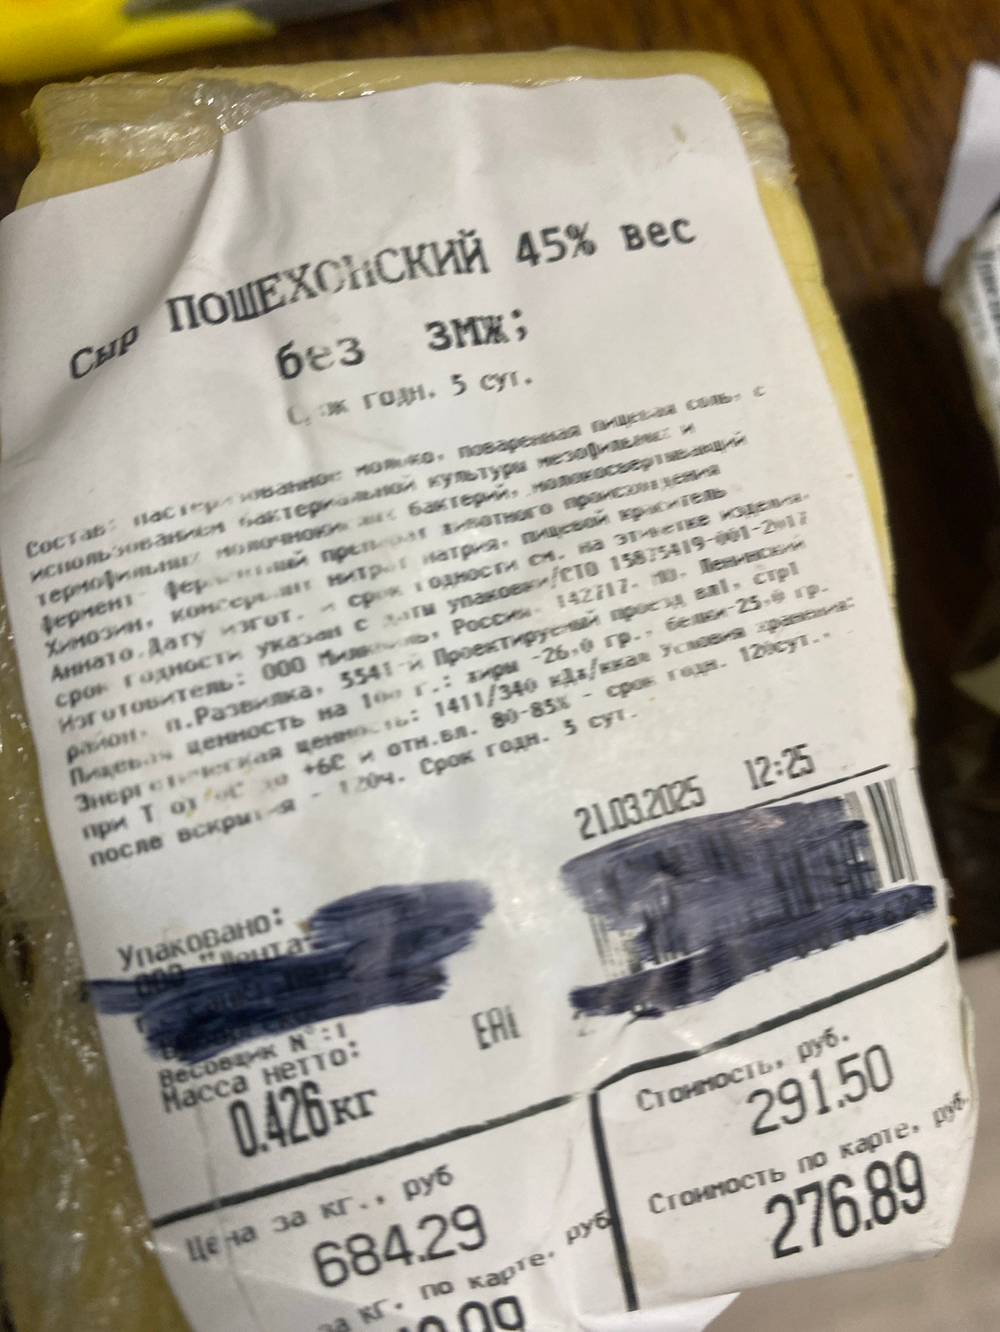 Сыр ПОШЕХОНСКИЙ 45% вес
без змж;
Срок годн. 5 сут.
Состав: пастеризованное молоко, поваренная пищевая соль, с
использованием бактериальной культуры мезофильных и
термофильных молочнокислых бактерий, молокосвертывающий
фермент- ферментный препарат животного происхождения
Химозин, консервант нитрат натрия, пищевой краситель
Аннато.Дату изгот. и срок годности см. на этикетке изделия.
срок годности указан с даты упаковки/СТО 15875419-001-2017
Изготовитель: ООО Россия, 142717, МО, Ленинский
район, п.Развилка, 5541-й Проектируемый проезд вл1, стр1
Пищевая ценность на 100 г.: жиры -26,0 гр., белки-25,0 гр.
Энергетическая ценность: 1411/340 кДж/ккал Условия хранения:
при Т от до +6С и отн.вл. 80-85% - срок годн. 120сут..
после вскрытия - 120ч. Срок годн. 5 сут.
21.03.2025 12:25
Упаковано:
ООО "Лента"
Весовщик N°:1
Масса нетто:
0.426кг
EAC
Стоимость, руб.
291.50
Стоимость по карте, руб.
276.89
Цена за кг., руб
684.29
за кг. по карте, руб